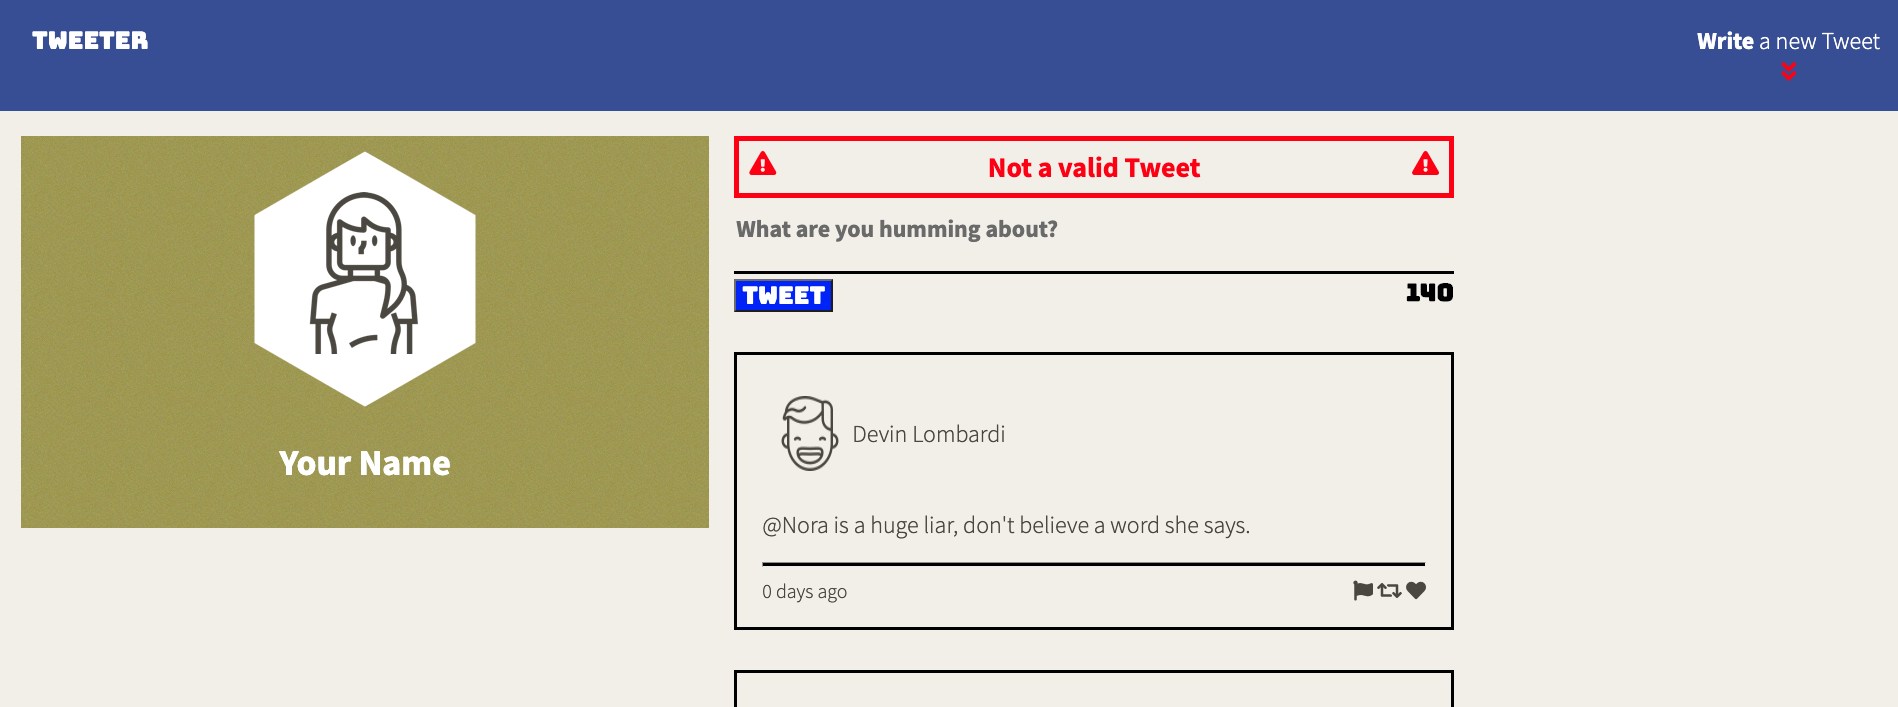 TWEETER
Write a new Tweet
Your Name
Not a valid Tweet
What are you humming about?
TWEET
140
Devin Lombardi
@Nora is a huge liar, don't believe a word she says.
0 days ago